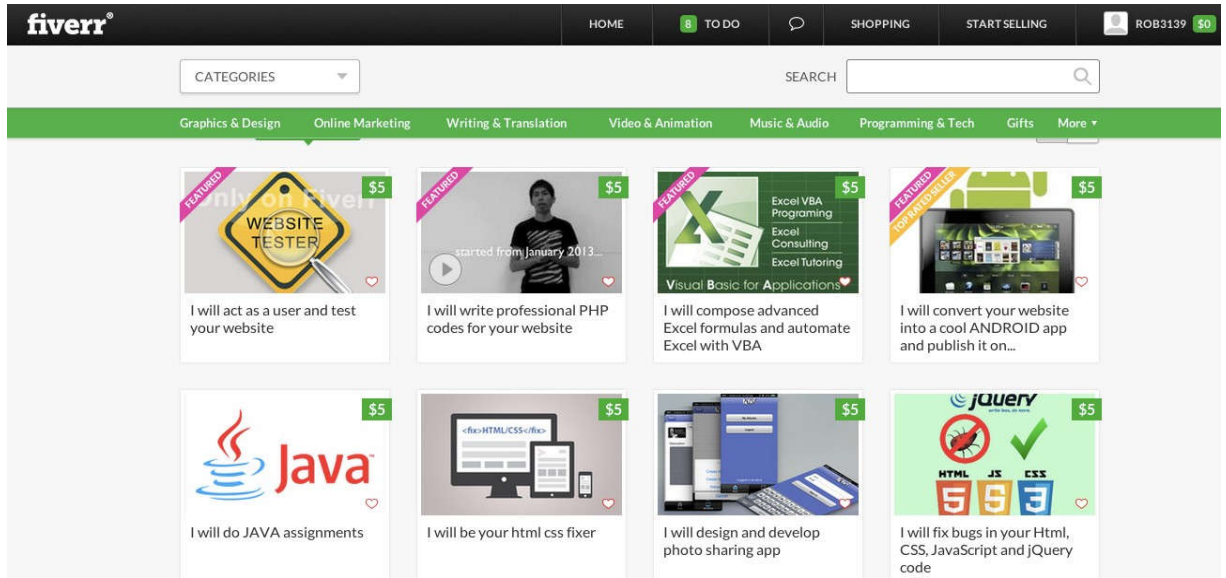 fiverr®
HOME
8 TO DO
SHOPPING
START SELLING
ROB3139 $0
CATEGORIES
SEARCH
Graphics & Design
Online Marketing
Writing & Translation
Video & Animation
Music & Audio
Programming & Tech
Gifts
More
FEATURED
Only on Fiverr
$5
WEBSITE
TESTER
I will act as a user and test
your website
FEATURED
$5
started from January 2013...
I will write professional PHP
codes for your website
FEATURED
$5
Excel VBA
Programing
Excel
Consulting
Excel Tutoring
Visual Basic for Applications
I will compose advanced
Excel formulas and automate
Excel with VBA
FEATURED
TOP RATED SELLER
$5
I will convert your website
into a cool ANDROID app
and publish it on...
$5
Java
I will do JAVA assignments
$5
<fix>HTML/CSS</fix>
I will be your html css fixer
$5
I will design and develop
photo sharing app
$5
jQuery
write less, do more.
HTML JS CSS
5 5 3
I will fix bugs in your Html,
CSS, JavaScript and jQuery
code